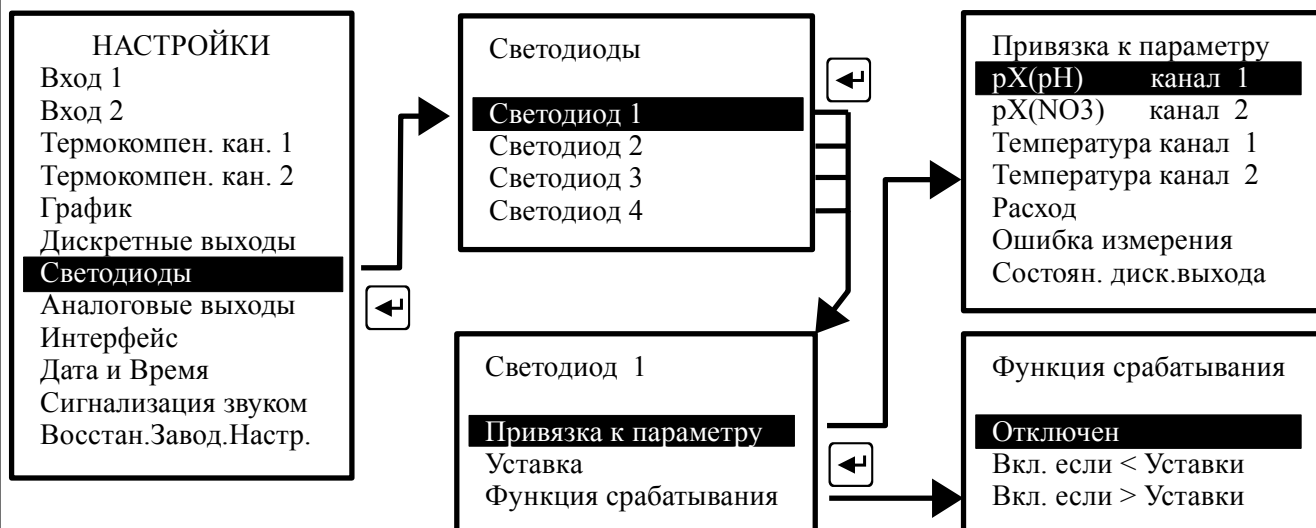 НАСТРОЙКИ
Вход 1
Вход 2
Термокомпен. кан. 1
Термокомпен. кан. 2
График
Дискретные выходы
Светодиоды
Аналоговые выходы
Интерфейс
Дата и Время
Сигнализация звуком
Восстан.Завод.Настр.
Светодиоды
Светодиод 1
Светодиод 2
Светодиод 3
Светодиод 4
Светодиод 1
Привязка к параметру
Уставка
Функция срабатывания
Привязка к параметру
pX(pH) канал 1
pX(NO3) канал 2
Температура канал 1
Температура канал 2
Расход
Ошибка измерения
Состоян. диск.выхода
Функция срабатывания
Отключен
Вкл. если < Уставки
Вкл. если > Уставки